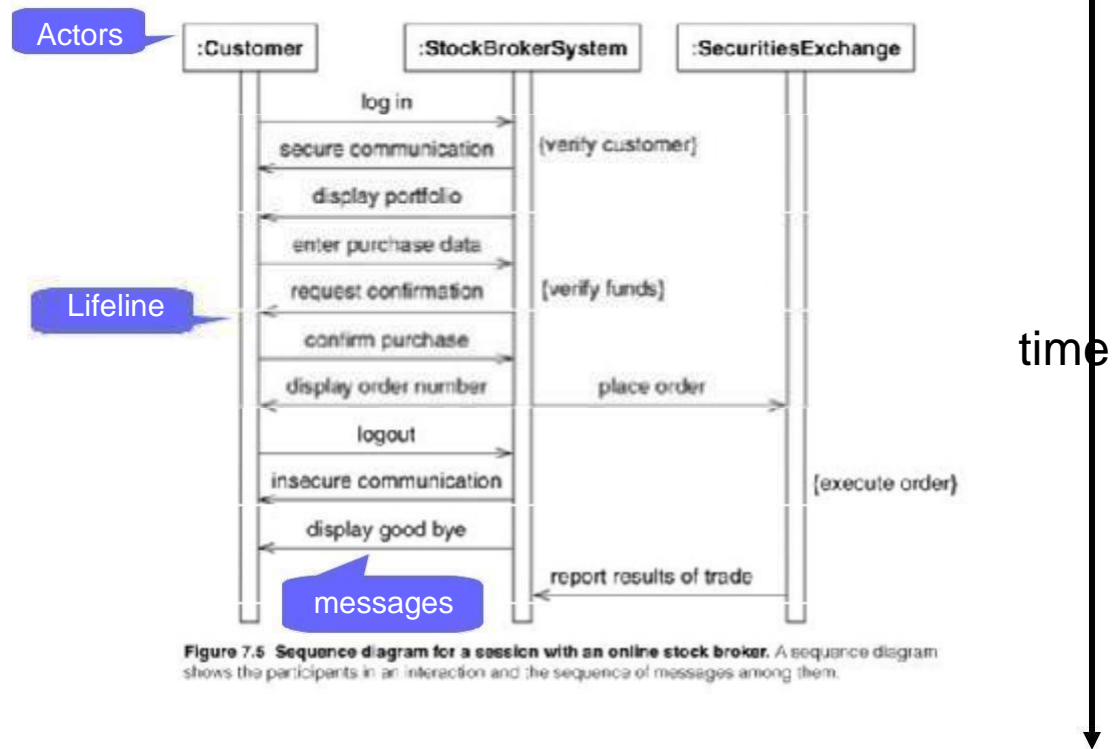 Actors
:Customer
:StockBrokerSystem
:SecuritiesExchange
log in
secure communication
{verify customer}
display portfolio
enter purchase data
request confirmation
{verify funds}
Lifeline
confirm purchase
time
display order number
place order
logout
insecure communication
{execute order}
display good bye
report results of trade
messages
Figure 7.5 Sequence diagram for a session with an online stock broker. A sequence diagram
shows the participants in an interaction and the sequence of messages among them.